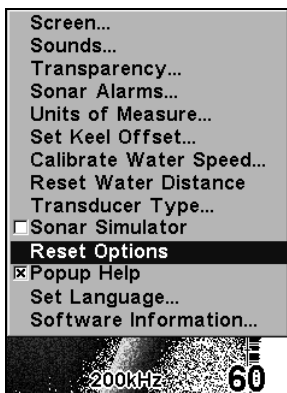 Screen...
Sounds...
Transparency...
Sonar Alarms...
Units of Measure...
Set Keel Offset...
Calibrate Water Speed...
Reset Water Distance
Transducer Type...
Sonar Simulator
Reset Options
Popup Help
Set Language...
Software Information...
200kHz 60